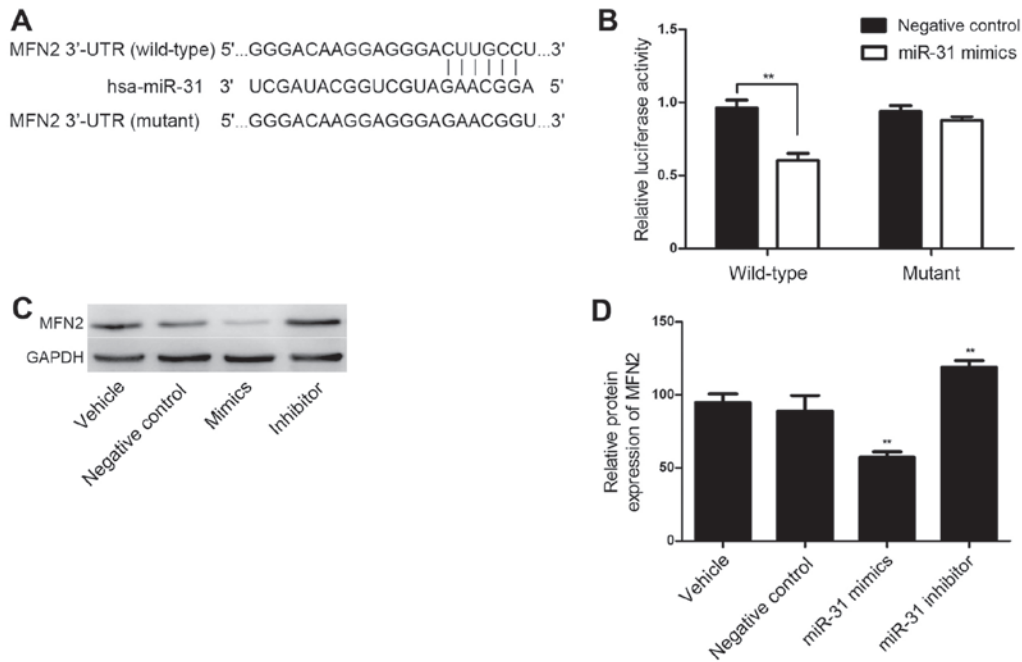 A
MFN2 3'-UTR (wild-type) 5'...GGGACAAGGAGGGACUUGCCU...3'
hsa-miR-31 3' UCGAUACGGUCGUAGAACGGA 5'
MFN2 3'-UTR (mutant) 5'...GGGACAAGGAGGGAGAACGGU...3'
B
Negative control
miR-31 mimics
Relative luciferase activity
1.5
1.0
0.5
0
**
Wild-type
Mutant
C
MFN2
GAPDH
Vehicle
Negative control
Mimics
Inhibitor
D
Relative protein
expression of MFN2
150
100
50
0
**
**
Vehicle
Negative control
miR-31 mimics
miR-31 inhibitor